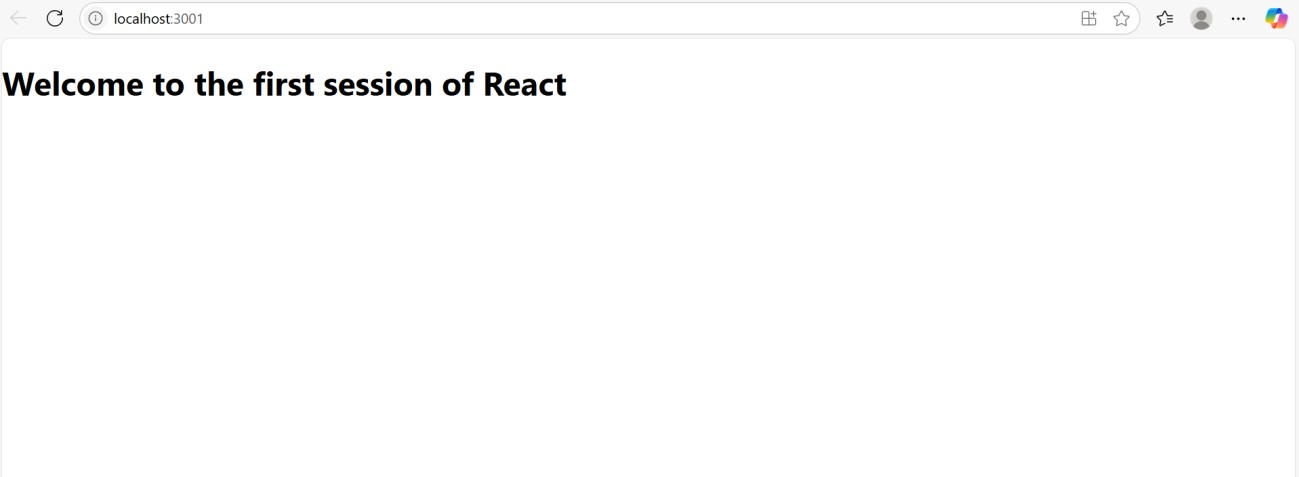 localhost:3001
Welcome to the first session of React